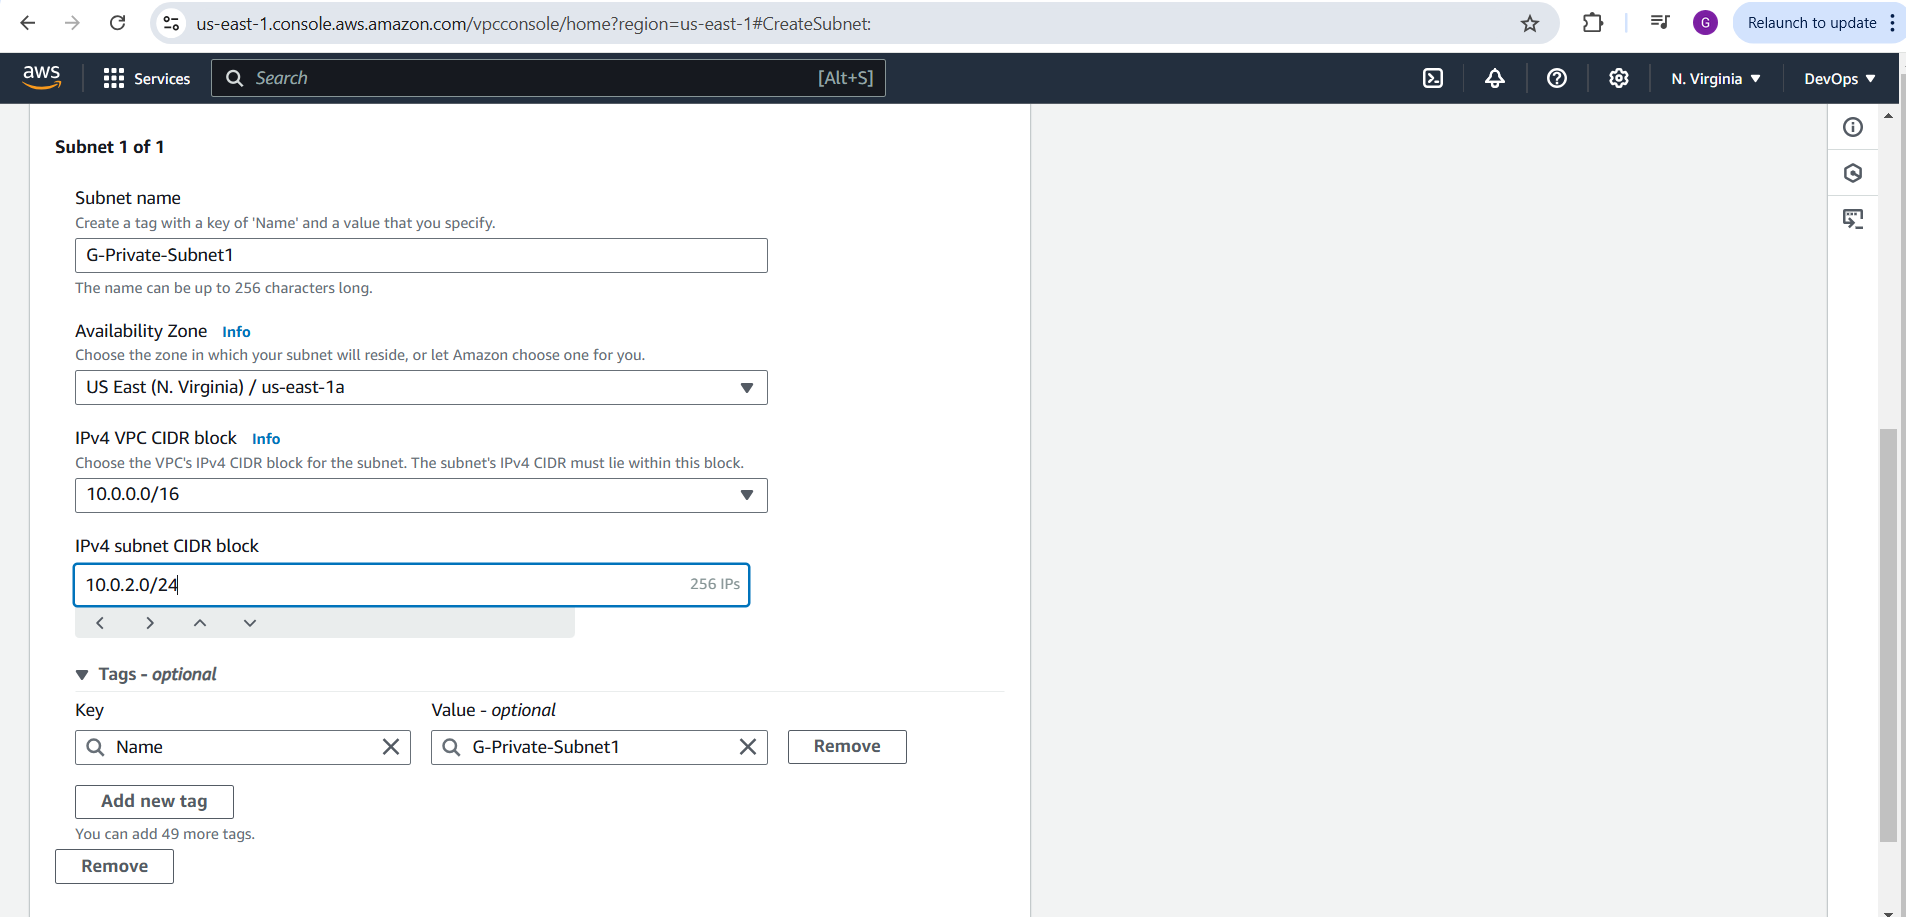 us-east-1.console.aws.amazon.com/vpcconsole/home?region=us-east-1#CreateSubnet:
G
Relaunch to update
aws
Services
Search
[Alt+S]
N. Virginia
DevOps
Subnet 1 of 1
Subnet name
Create a tag with a key of 'Name' and a value that you specify.
G-Private-Subnet1
The name can be up to 256 characters long.
Availability Zone Info
Choose the zone in which your subnet will reside, or let Amazon choose one for you.
US East (N. Virginia) / us-east-1a
IPv4 VPC CIDR block Info
Choose the VPC's IPv4 CIDR block for the subnet. The subnet's IPv4 CIDR must lie within this block.
10.0.0.0/16
IPv4 subnet CIDR block
10.0.2.0/24 256 IPs
Tags - optional
Key Value - optional
Name G-Private-Subnet1 Remove
Add new tag
You can add 49 more tags.
Remove